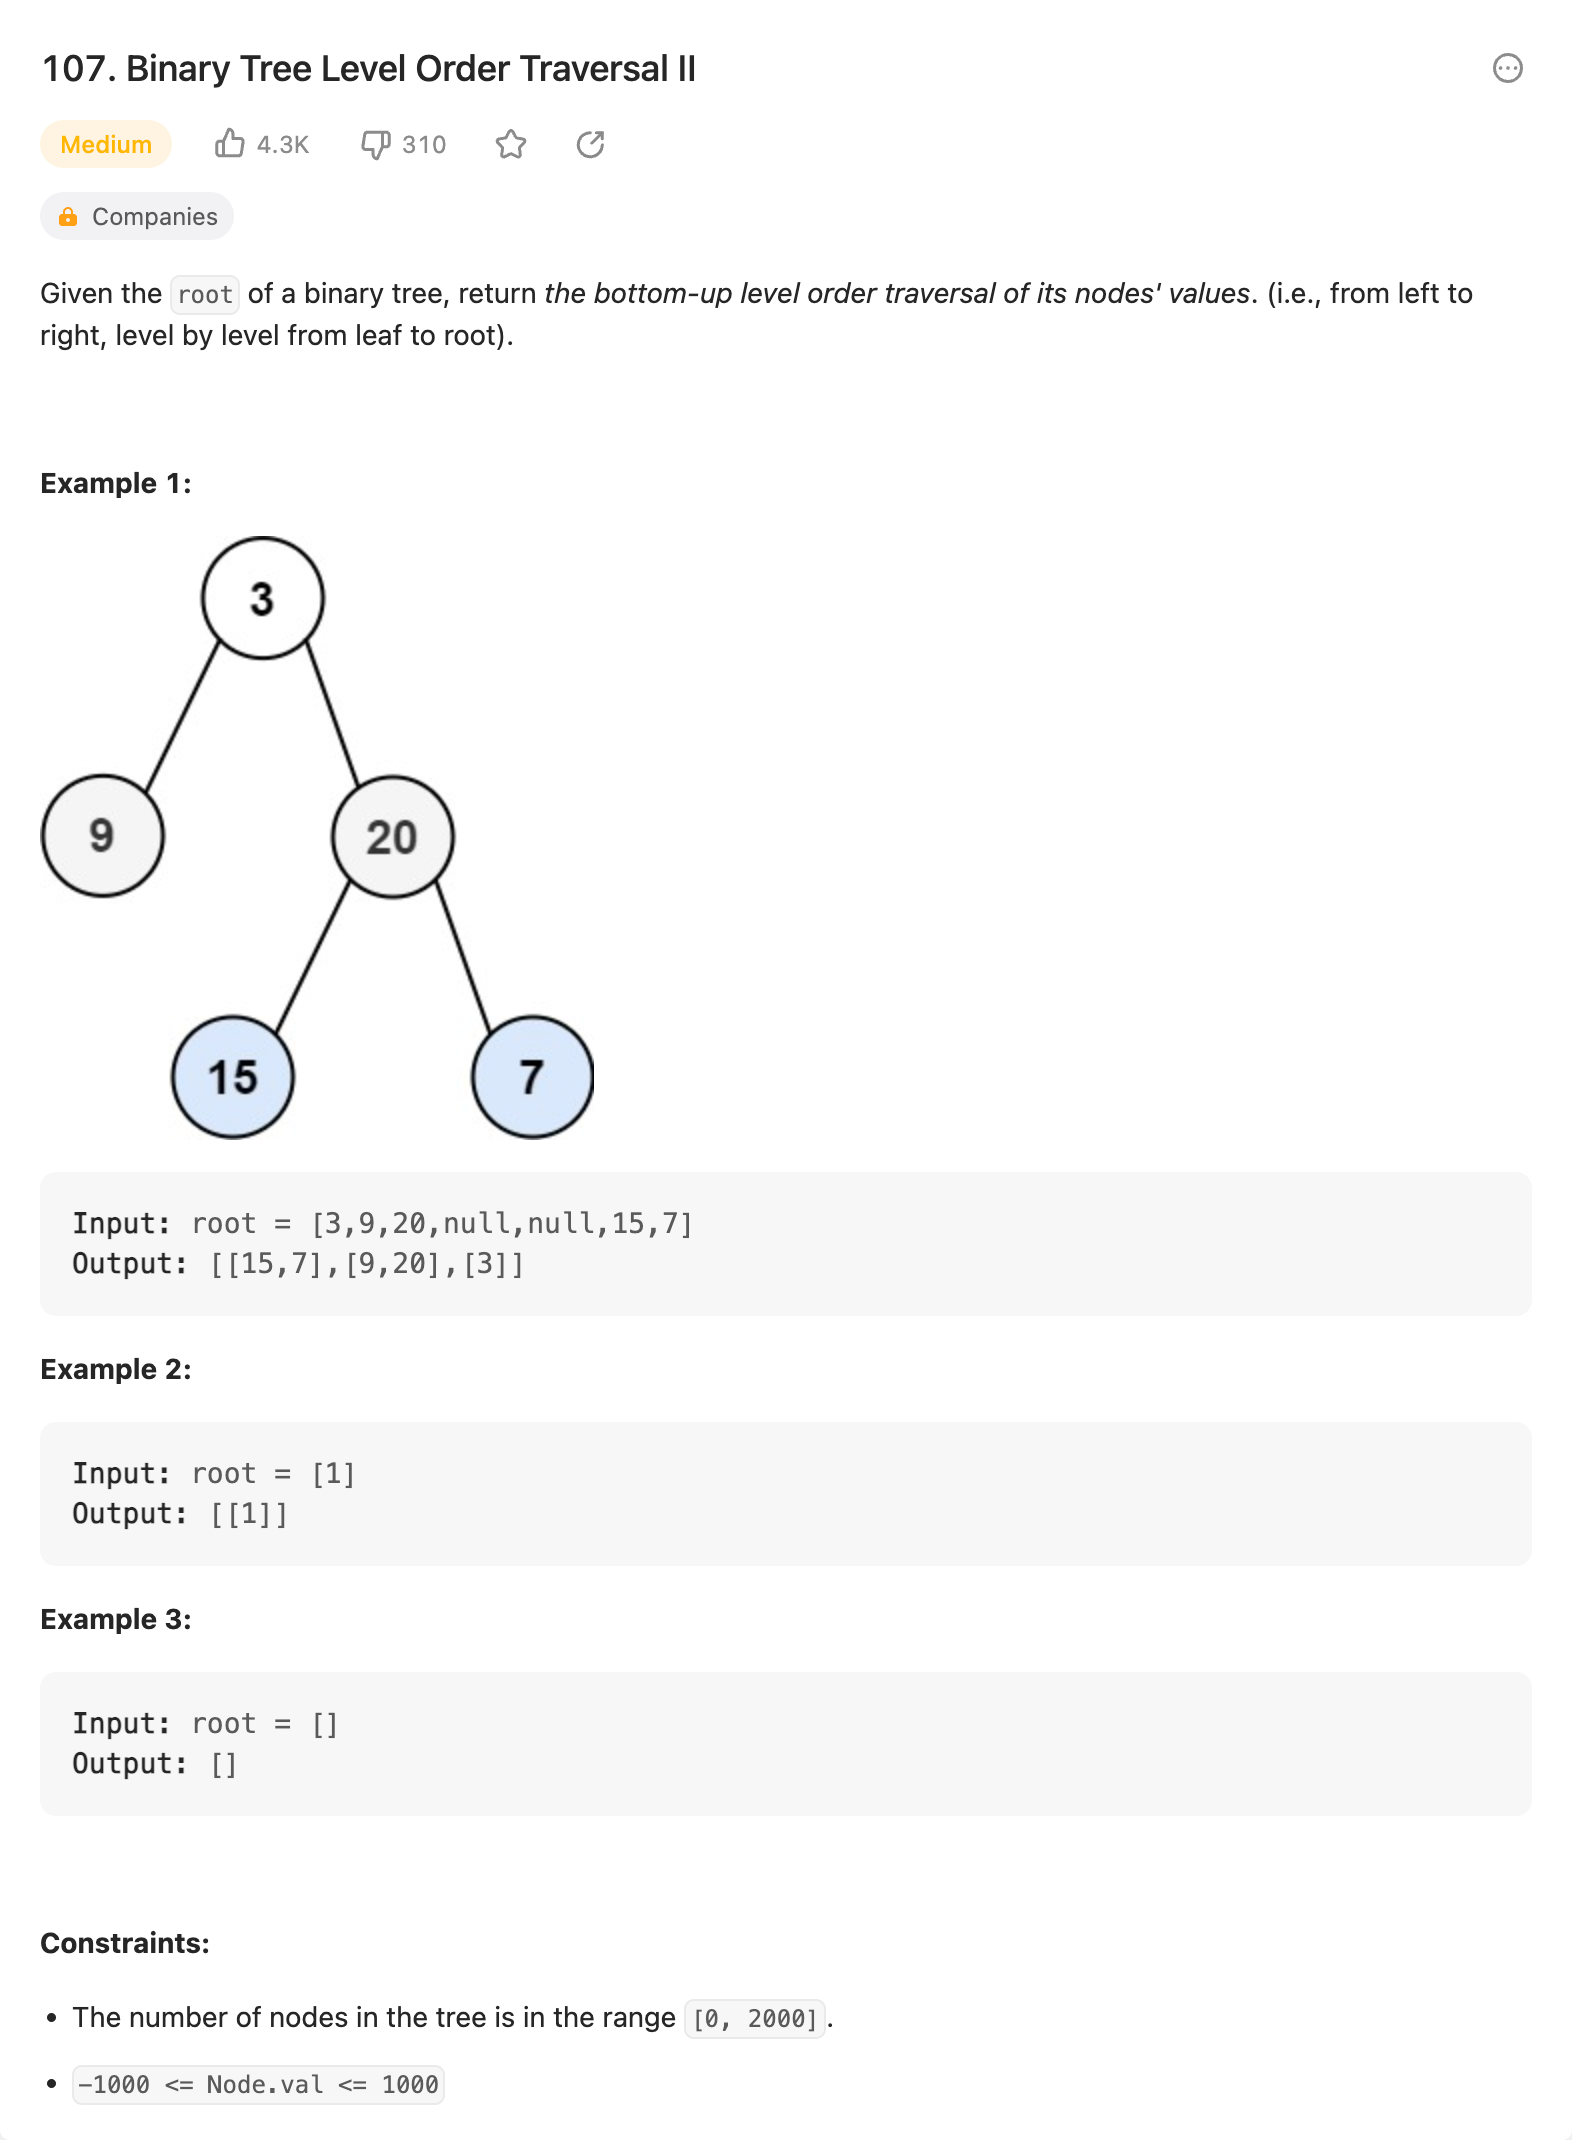 107. Binary Tree Level Order Traversal II
Medium 4.3K 310
Companies
Given the root of a binary tree, return the bottom-up level order traversal of its nodes' values. (i.e., from left to
right, level by level from leaf to root).
Example 1:
3
9 20
15 7
Input: root = [3,9,20,null,null,15,7]
Output: [[15,7],[9,20],[3]]
Example 2:
Input: root = [1]
Output: [[1]]
Example 3:
Input: root = []
Output: []
Constraints:
• The number of nodes in the tree is in the range [0, 2000].
• -1000 <= Node.val <= 1000